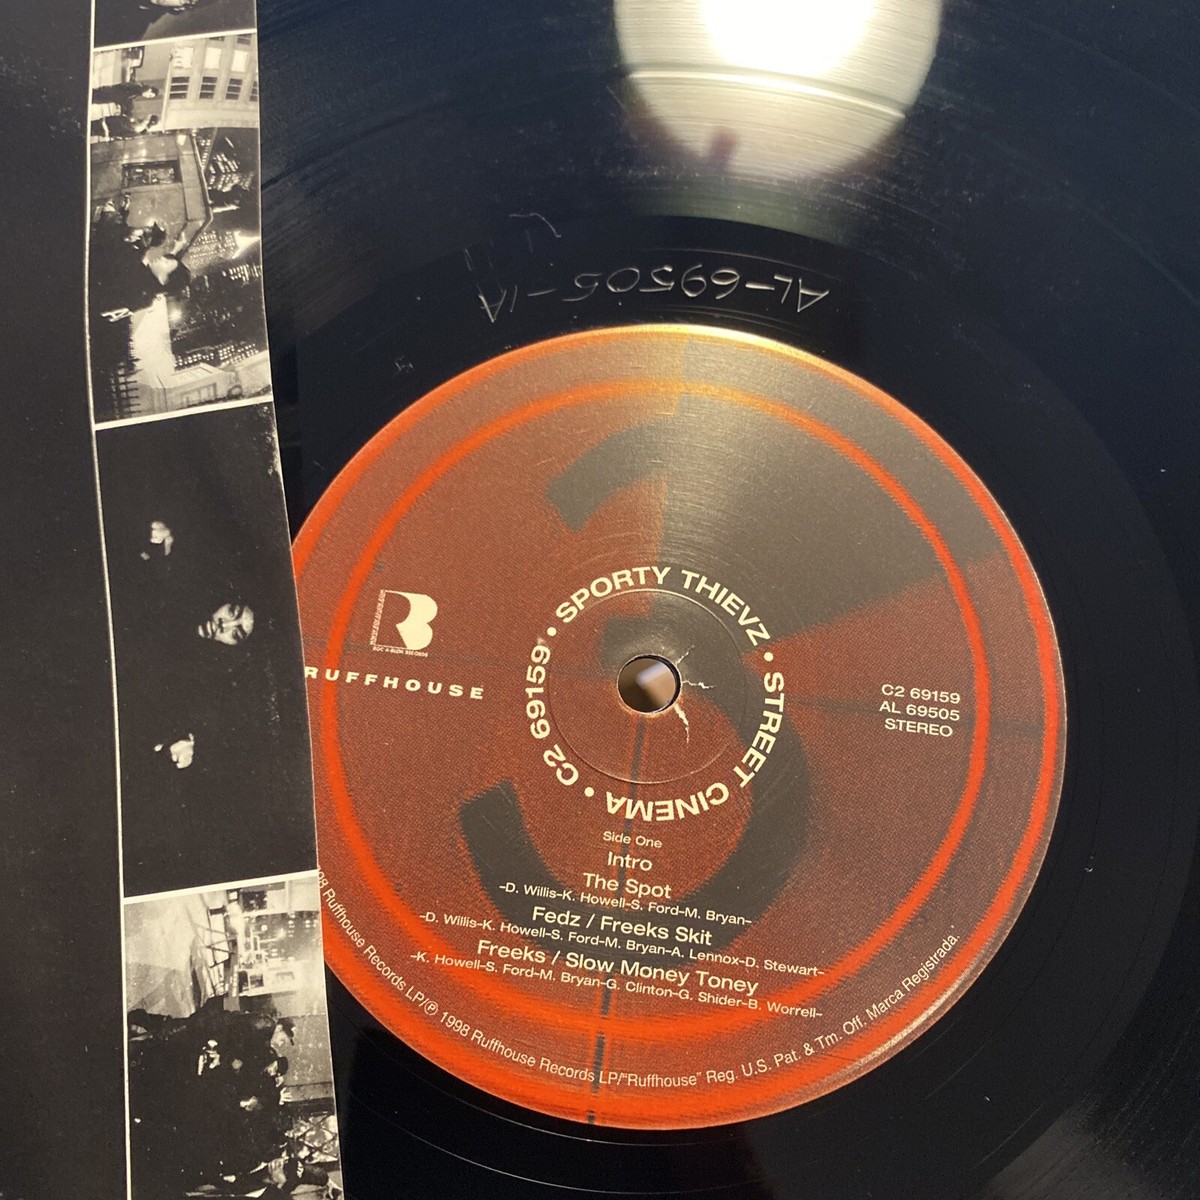 AL-69505-1A
SPORTY THIEVZ • STREET CINEMA • C2 69159 •
ROC-A-BLOK RECORDS
RUFFHOUSE
C2 69159
AL 69505
STEREO
Side One
Intro
The Spot
-D. Willis-K. Howell-S. Ford-M. Bryan-
Fedz / Freeks Skit
-D. Willis-K. Howell-S. Ford-M. Bryan-A. Lennox-D. Stewart-
Freeks / Slow Money Toney
-K. Howell-S. Ford-M. Bryan-G. Clinton-G. Shider-B. Worrell-
98 Ruffhouse Records LP/℗ 1998 Ruffhouse Records LP/"Ruffhouse" Reg. U.S. Pat. & Tm. Off. Marca Registrada.